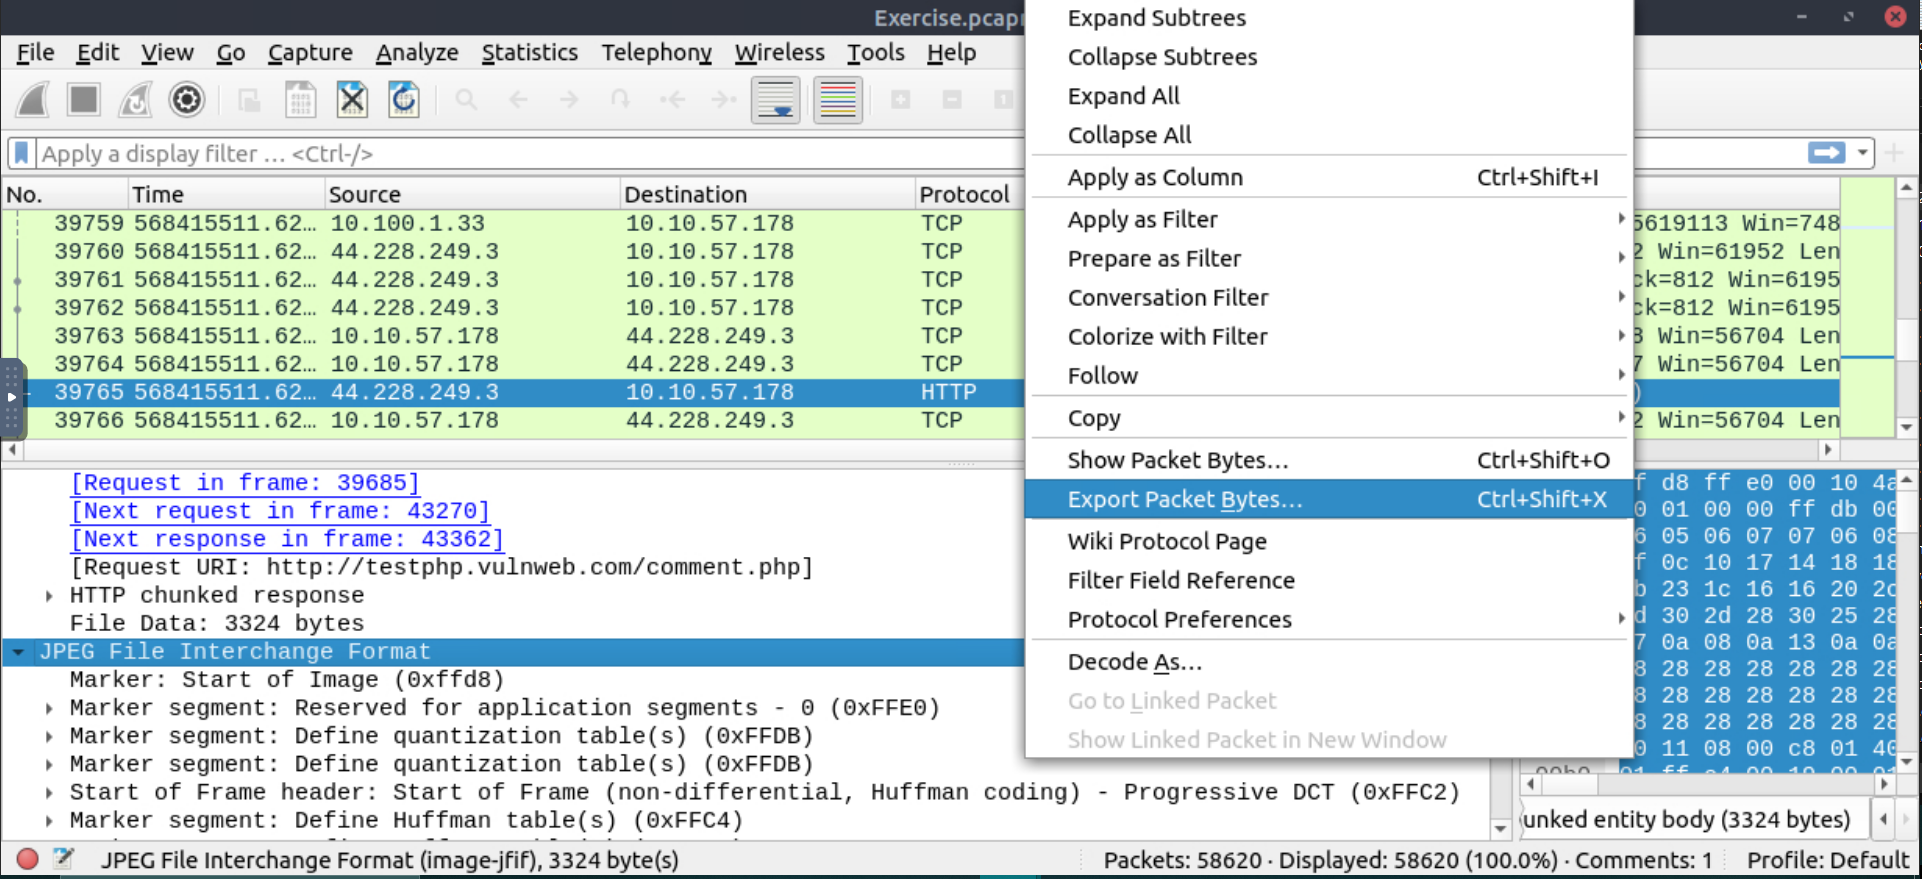 Exercise.pcapn
File Edit View Go Capture Analyze Statistics Telephony Wireless Tools Help
Apply a display filter … <Ctrl-/>
No. Time Source Destination Protocol
39759 568415511.62… 10.100.1.33 10.10.57.178 TCP 5619113 Win=748
39760 568415511.62… 44.228.249.3 10.10.57.178 TCP 2 Win=61952 Len
39761 568415511.62… 44.228.249.3 10.10.57.178 TCP ck=812 Win=6195
39762 568415511.62… 44.228.249.3 10.10.57.178 TCP ck=812 Win=6195
39763 568415511.62… 10.10.57.178 44.228.249.3 TCP 8 Win=56704 Len
39764 568415511.62… 10.10.57.178 44.228.249.3 TCP 7 Win=56704 Len
39765 568415511.62… 44.228.249.3 10.10.57.178 HTTP )
39766 568415511.62… 10.10.57.178 44.228.249.3 TCP 2 Win=56704 Len
Expand Subtrees
Collapse Subtrees
Expand All
Collapse All
Apply as Column Ctrl+Shift+I
Apply as Filter
Prepare as Filter
Conversation Filter
Colorize with Filter
Follow
Copy
Show Packet Bytes… Ctrl+Shift+O
Export Packet Bytes… Ctrl+Shift+X
Wiki Protocol Page
Filter Field Reference
Protocol Preferences
Decode As…
Go to Linked Packet
Show Linked Packet in New Window
[Request in frame: 39685]
[Next request in frame: 43270]
[Next response in frame: 43362]
[Request URI: http://testphp.vulnweb.com/comment.php]
HTTP chunked response
File Data: 3324 bytes
JPEG File Interchange Format
Marker: Start of Image (0xffd8)
Marker segment: Reserved for application segments - 0 (0xFFE0)
Marker segment: Define quantization table(s) (0xFFDB)
Marker segment: Define quantization table(s) (0xFFDB)
Start of Frame header: Start of Frame (non-differential, Huffman coding) - Progressive DCT (0xFFC2)
Marker segment: Define Huffman table(s) (0xFFC4)
f d8 ff e0 00 10 4a
0 01 00 00 ff db 00
6 05 06 07 07 06 08
f 0c 10 17 14 18 18
b 23 1c 16 16 20 2c
d 30 2d 28 30 25 28
7 0a 08 0a 13 0a 0a
8 28 28 28 28 28 28
8 28 28 28 28 28 28
8 28 28 28 28 28 28
0 11 08 00 c8 01 40
unked entity body (3324 bytes)
JPEG File Interchange Format (image-jfif), 3324 byte(s)
Packets: 58620 · Displayed: 58620 (100.0%) · Comments: 1
Profile: Default